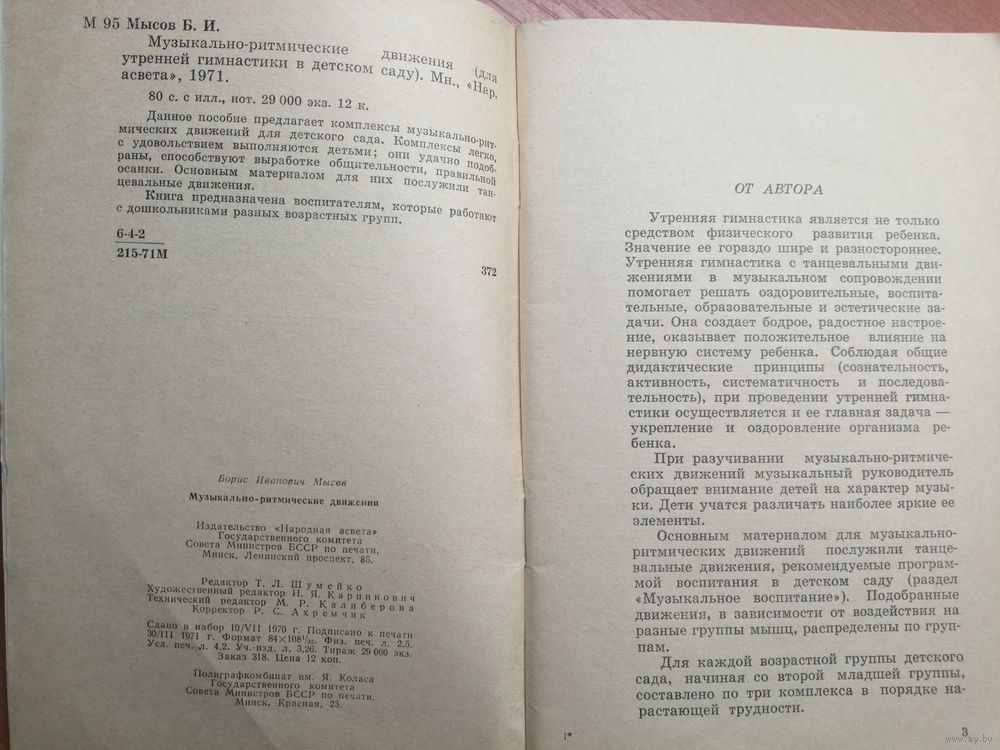 М 95 Мысов Б. И.
Музыкально-ритмические движения (для
утренней гимнастики в детском саду). Мн., «Нар.
асвета», 1971.
80 с. с илл., нот. 29 000 экз. 12 к.
Данное пособие предлагает комплексы музыкально-рит-
мических движений для детского сада. Комплексы легко,
с удовольствием выполняются детьми; они удачно подоб-
раны, способствуют выработке общительности, правильной
осанки. Основным материалом для них послужили тан-
цевальные движения.
Книга предназначена воспитателям, которые работают
с дошкольниками разных возрастных групп.
6-4-2
215-71М
372
Борис Иванович Мысов
Музыкально-ритмические движения
Издательство «Народная асвета»
Государственного комитета
Совета Министров БССР по печати.
Минск, Ленинский проспект, 85.
Редактор Т. Л. Шумейко
Художественный редактор И. Я. Карпинович
Технический редактор М. Р. Калиберова
Корректор Р. С. Ахремчик
Сдано в набор 10/VII 1970 г. Подписано к печати
30/III 1971 г. Формат 84×108¹/₃₂. Физ. печ. л. 2.5.
Усл. печ. л. 4,2. Уч.-изд. л. 3,26. Тираж 29 000 экз.
Заказ 318. Цена 12 коп.
Полиграфкомбинат им. Я. Коласа
Государственного комитета
Совета Министров БССР по печати.
Минск, Красная, 23.
ОТ АВТОРА
Утренняя гимнастика является не только
средством физического развития ребенка.
Значение ее гораздо шире и разностороннее.
Утренняя гимнастика с танцевальными дви-
жениями в музыкальном сопровождении
помогает решать оздоровительные, воспита-
тельные, образовательные и эстетические за-
дачи. Она создает бодрое, радостное настрое-
ние, оказывает положительное влияние на
нервную систему ребенка. Соблюдая общие
дидактические принципы (сознательность,
активность, систематичность и последова-
тельность), при проведении утренней гимна-
стики осуществляется и ее главная задача —
укрепление и оздоровление организма ре-
бенка.
При разучивании музыкально-ритмиче-
ских движений музыкальный руководитель
обращает внимание детей на характер музы-
ки. Дети учатся различать наиболее яркие ее
элементы.
Основным материалом для музыкально-
ритмических движений послужили танце-
вальные движения, рекомендуемые програм-
мой воспитания в детском саду (раздел
«Музыкальное воспитание»). Подобранные
движения, в зависимости от воздействия на
разные группы мышц, распределены по груп-
пам.
Для каждой возрастной группы детского
сада, начиная со второй младшей группы,
составлено по три комплекса в порядке на-
растающей трудности.
1*
3
www.ay.by